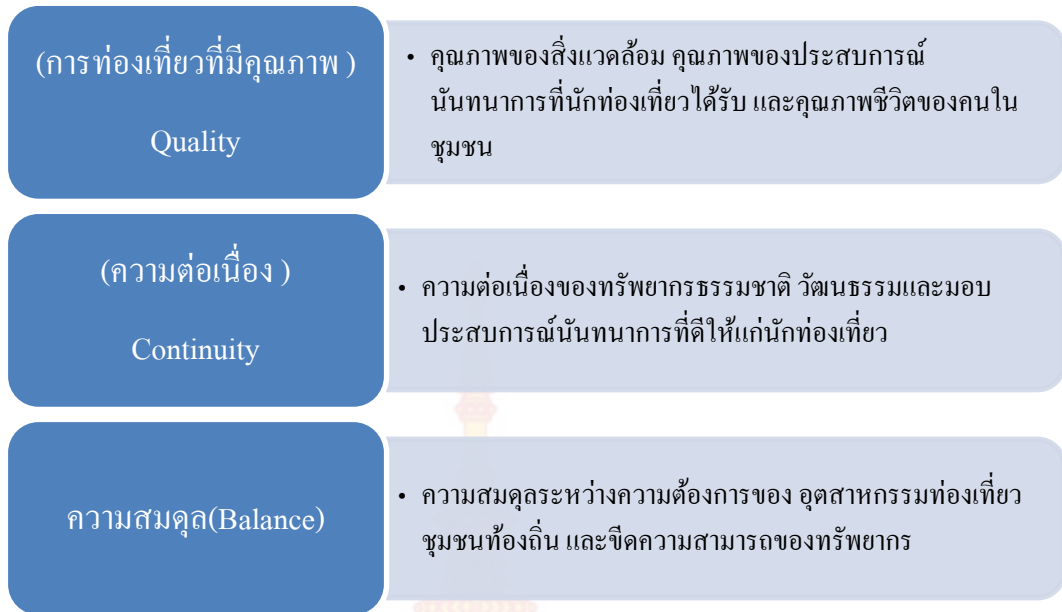 (การท่องเที่ยวที่มีคุณภาพ )
Quality
• คุณภาพของสิ่งแวดล้อม คุณภาพของประสบการณ์
นันทนาการที่นักท่องเที่ยวได้รับ และคุณภาพชีวิตของคนใน
ชุมชน
(ความต่อเนื่อง )
Continuity
• ความต่อเนื่องของทรัพยากรธรรมชาติ วัฒนธรรมและมอบ
ประสบการณ์นันทนาการที่ดีให้แก่นักท่องเที่ยว
ความสมดุล(Balance)
• ความสมดุลระหว่างความต้องการของ อุตสาหกรรมท่องเที่ยว
ชุมชนท้องถิ่น และขีดความสามารถของทรัพยากร